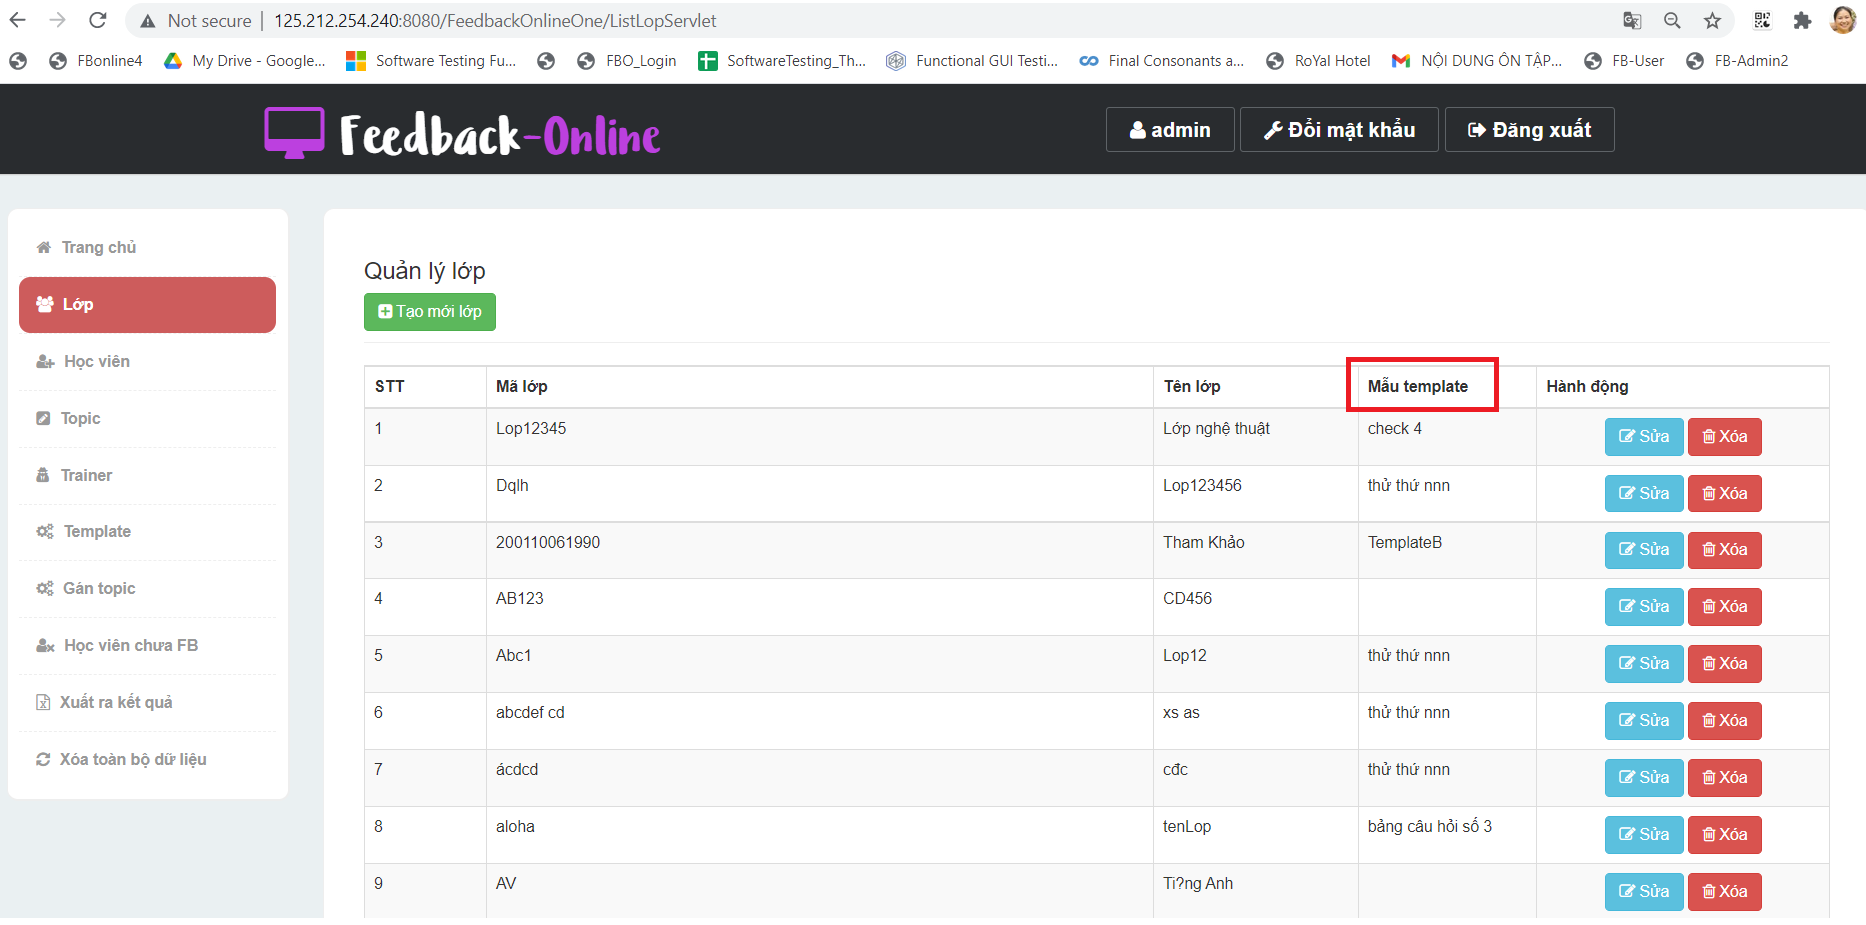 Not secure | 125.212.254.240:8080/FeedbackOnlineOne/ListLopServlet
FBonline4 My Drive - Google... Software Testing Fu... FBO_Login SoftwareTesting_Th... Functional GUI Testi... Final Consonants a... RoYal Hotel NỘI DUNG ÔN TẬP... FB-User FB-Admin2
Feedback-Online
admin Đổi mật khẩu Đăng xuất
Trang chủ
Lớp
Học viên
Topic
Trainer
Template
Gán topic
Học viên chưa FB
Xuất ra kết quả
Xóa toàn bộ dữ liệu
Quản lý lớp
Tạo mới lớp
STT Mã lớp Tên lớp Mẫu template Hành động
1 Lop12345 Lớp nghệ thuật check 4 Sửa Xóa
2 Dqlh Lop123456 thử thứ nnn Sửa Xóa
3 200110061990 Tham Khảo TemplateB Sửa Xóa
4 AB123 CD456 Sửa Xóa
5 Abc1 Lop12 thử thứ nnn Sửa Xóa
6 abcdef cd xs as thử thứ nnn Sửa Xóa
7 ácdcd cđc thử thứ nnn Sửa Xóa
8 aloha tenLop bảng câu hỏi số 3 Sửa Xóa
9 AV Ti?ng Anh Sửa Xóa